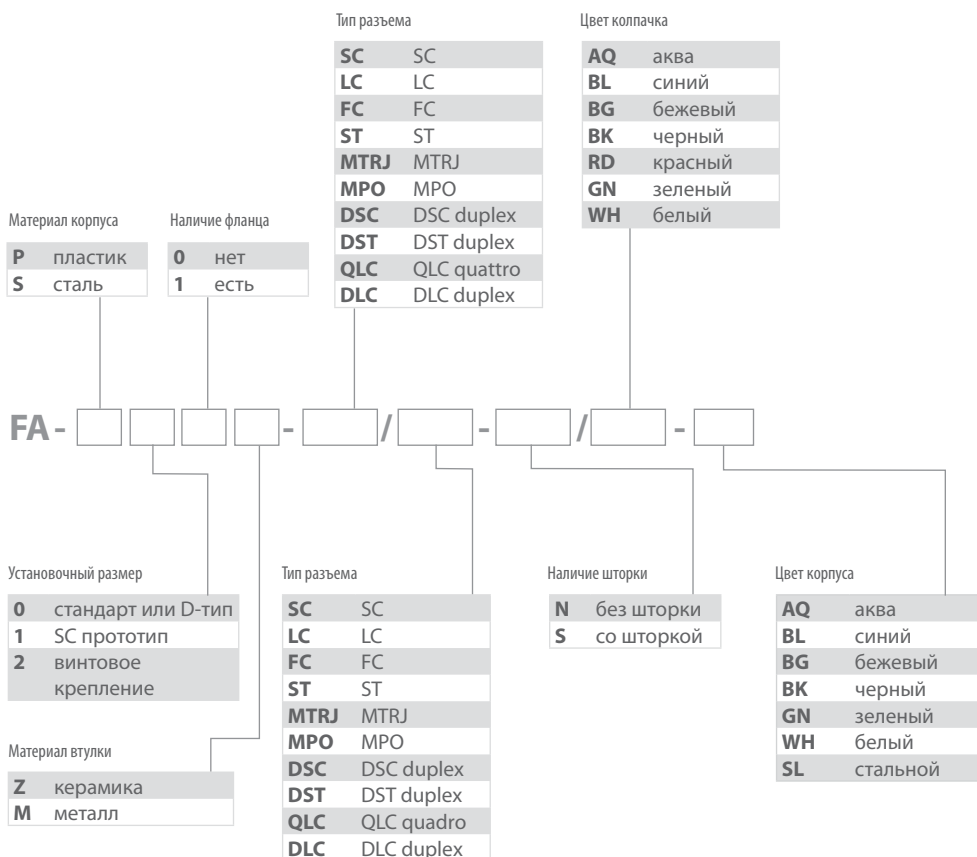 Тип разъема
SC SC
LC LC
FC FC
ST ST
MTRJ MTRJ
MPO MPO
DSC DSC duplex
DST DST duplex
QLC QLC quattro
DLC DLC duplex
Цвет колпачка
AQ аква
BL синий
BG бежевый
BK черный
RD красный
GN зеленый
WH белый
Материал корпуса
P пластик
S сталь
Наличие фланца
0 нет
1 есть
FA - - / - / -
Установочный размер
0 стандарт или D-тип
1 SC прототип
2 винтовое
крепление
Материал втулки
Z керамика
M металл
Тип разъема
SC SC
LC LC
FC FC
ST ST
MTRJ MTRJ
MPO MPO
DSC DSC duplex
DST DST duplex
QLC QLC quadro
DLC DLC duplex
Наличие шторки
N без шторки
S со шторкой
Цвет корпуса
AQ аква
BL синий
BG бежевый
BK черный
GN зеленый
WH белый
SL стальной